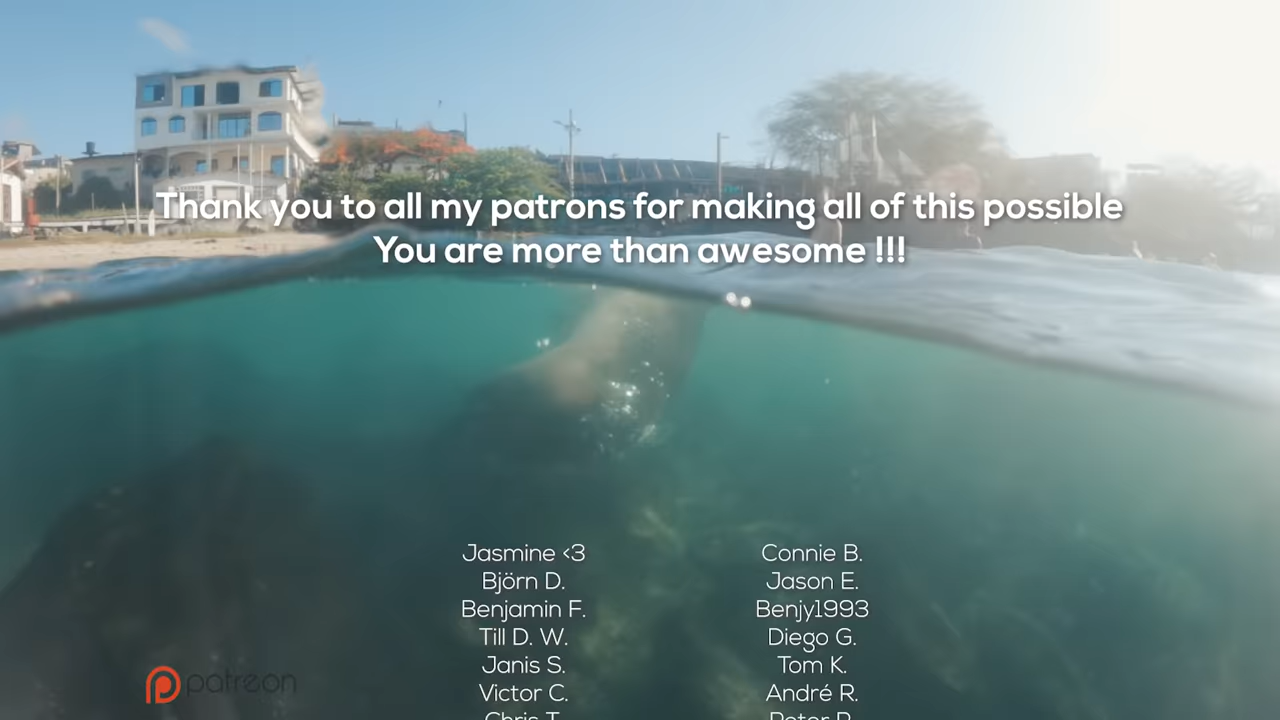 Thank you to all my patrons for making all of this possible
You are more than awesome !!!
Jasmine <3
Björn D.
Benjamin F.
Till D. W.
Janis S.
Victor C.
Chris T.
Connie B.
Jason E.
Benjy1993
Diego G.
Tom K.
André R.
patreon